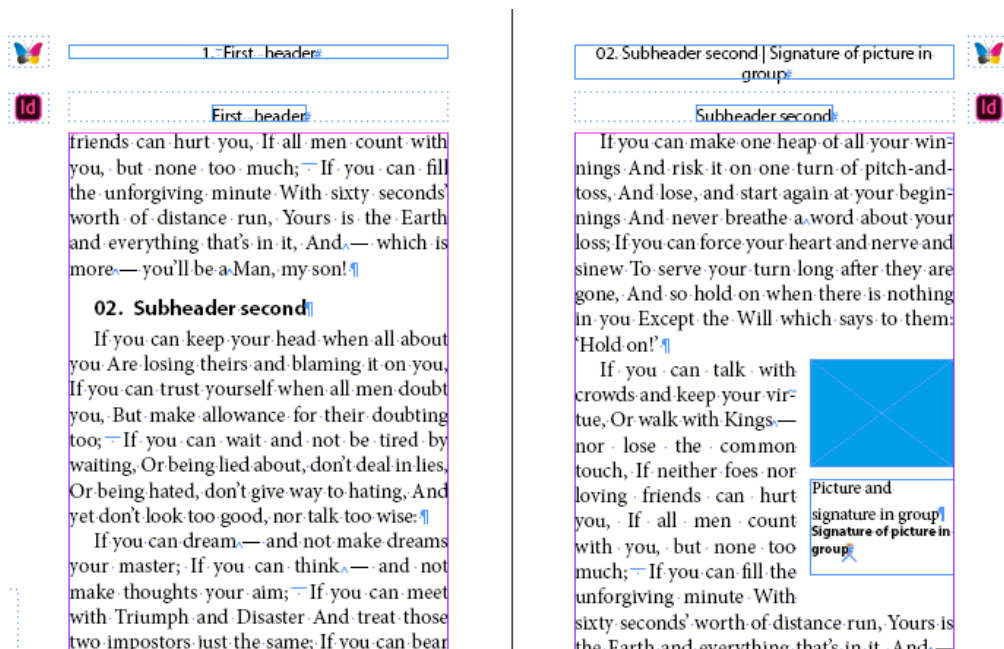 1. First header
Id
First header
friends can hurt you, If all men count with
you, but none too much; If you can fill
the unforgiving minute With sixty seconds’
worth of distance run, Yours is the Earth
and everything that’s in it, And — which is
more — you’ll be a Man, my son!
02. Subheader second
If you can keep your head when all about
you Are losing theirs and blaming it on you,
If you can trust yourself when all men doubt
you, But make allowance for their doubting
too; If you can wait and not be tired by
waiting, Or being lied about, don’t deal in lies,
Or being hated, don’t give way to hating, And
yet don’t look too good, nor talk too wise:
If you can dream — and not make dreams
your master; If you can think — and not
make thoughts your aim; If you can meet
with Triumph and Disaster And treat those
two impostors just the same; If you can bear
02. Subheader second | Signature of picture in
group
Id
Subheader second
If you can make one heap of all your win-
nings And risk it on one turn of pitch-and-
toss, And lose, and start again at your begin-
nings And never breathe a word about your
loss; If you can force your heart and nerve and
sinew To serve your turn long after they are
gone, And so hold on when there is nothing
in you Except the Will which says to them:
‘Hold on!’
If you can talk with
crowds and keep your vir-
tue, Or walk with Kings —
nor lose the common
touch, If neither foes nor
loving friends can hurt
you, If all men count
with you, but none too
much; If you can fill the
unforgiving minute With
sixty seconds’ worth of distance run, Yours is
the Earth and everything that’s in it, And —
Picture and
signature in group
Signature of picture in
group